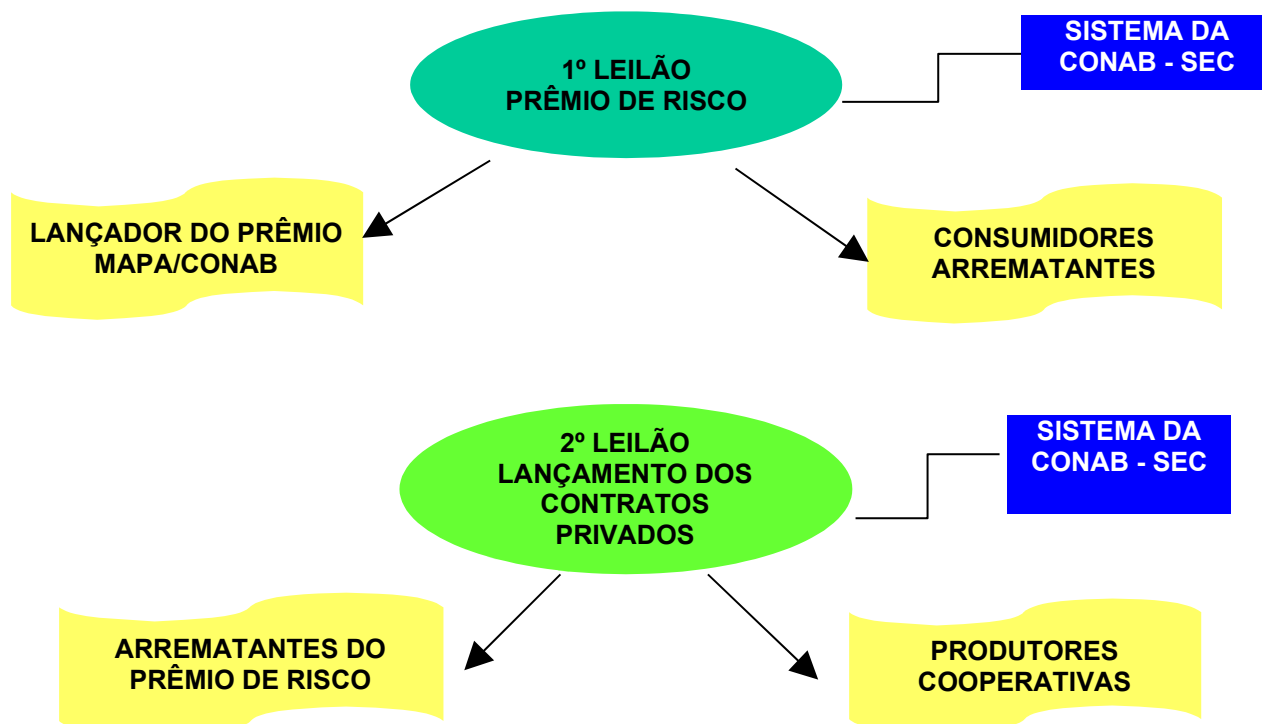 1º LEILÃO
PRÊMIO DE RISCO
SISTEMA DA
CONAB - SEC
LANÇADOR DO PRÊMIO
MAPA/CONAB
CONSUMIDORES
ARREMATANTES
2º LEILÃO
LANÇAMENTO DOS
CONTRATOS
PRIVADOS
SISTEMA DA
CONAB - SEC
ARREMATANTES DO
PRÊMIO DE RISCO
PRODUTORES
COOPERATIVAS